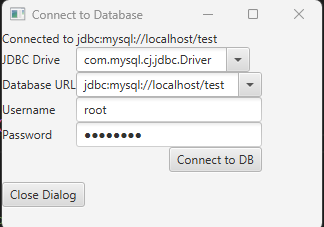 Connect to Database
Connected to jdbc:mysql://localhost/test
JDBC Drive com.mysql.cj.jdbc.Driver
Database URL jdbc:mysql://localhost/test
Username root
Password ●●●●●●●●
Connect to DB
Close Dialog